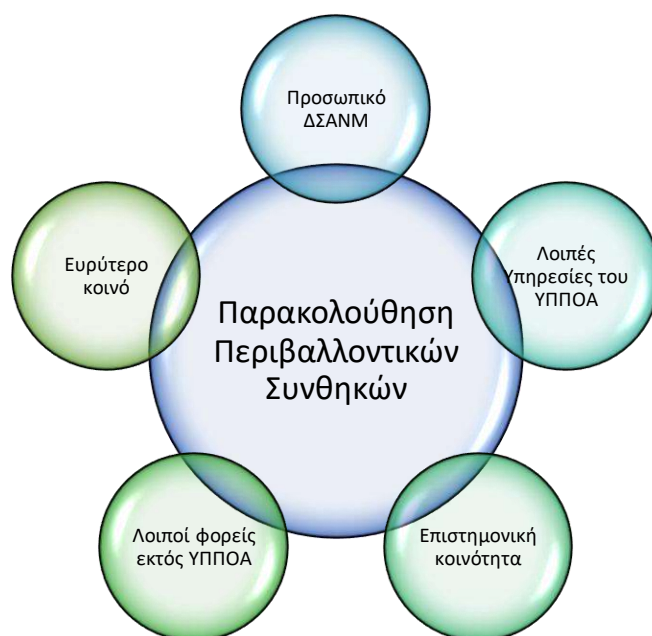 Προσωπικό
ΔΣΑΝΜ
Λοιπές
Υπηρεσίες του
ΥΠΠΟΑ
Ευρύτερο
κοινό
Παρακολούθηση
Περιβαλλοντικών
Συνθηκών
Λοιποί φορείς
εκτός ΥΠΠΟΑ
Επιστημονική
κοινότητα